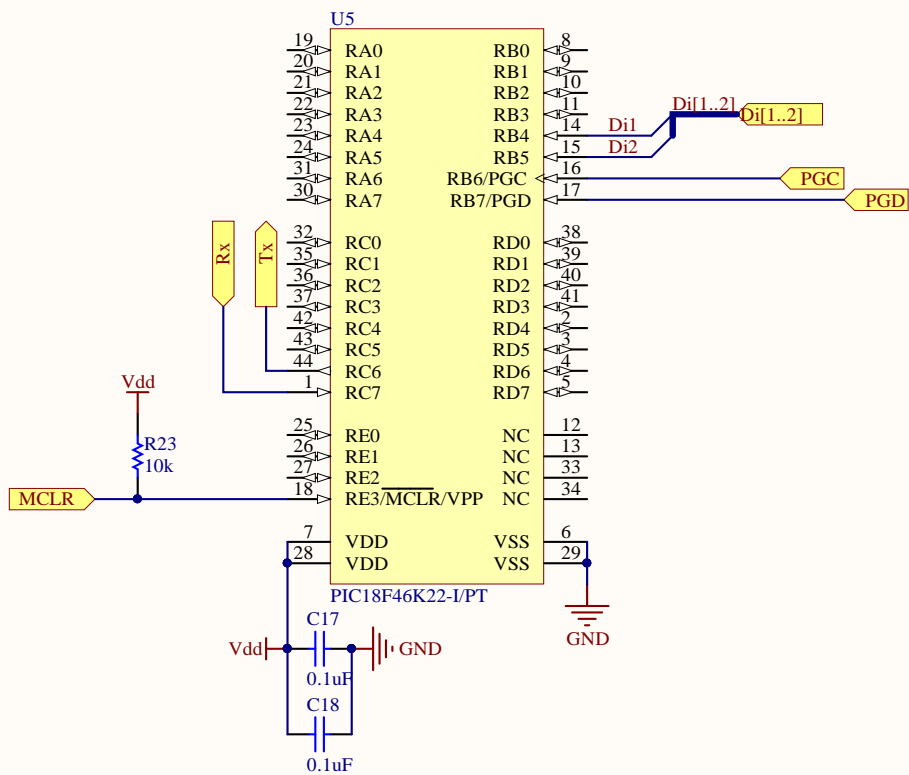 U5
19 RA0 RB0 8
20 RA1 RB1 9
21 RA2 RB2 10
22 RA3 RB3 11 Di[1..2] Di[1..2]
23 RA4 RB4 14 Di1
24 RA5 RB5 15 Di2
31 RA6 RB6/PGC 16 PGC
30 RA7 RB7/PGD 17 PGD
Rx Tx
32 RC0 RD0 38
35 RC1 RD1 39
36 RC2 RD2 40
37 RC3 RD3 41
42 RC4 RD4 2
43 RC5 RD5 3
44 RC6 RD6 4
1 RC7 RD7 5
Vdd
R23
10k
25 RE0 NC 12
26 RE1 NC 13
27 RE2 NC 33
MCLR 18 RE3/MCLR/VPP NC 34
7 VDD VSS 6
28 VDD VSS 29
PIC18F46K22-I/PT
GND
C17
Vdd GND
0.1uF
C18
0.1uF